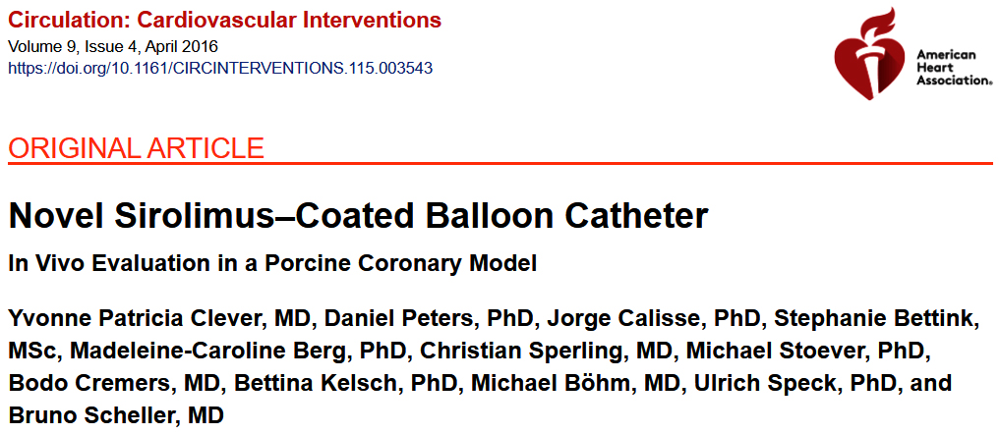 Circulation: Cardiovascular Interventions
Volume 9, Issue 4, April 2016
https://doi.org/10.1161/CIRCINTERVENTIONS.115.003543
American
Heart
Association®
ORIGINAL ARTICLE
Novel Sirolimus–Coated Balloon Catheter
In Vivo Evaluation in a Porcine Coronary Model
Yvonne Patricia Clever, MD, Daniel Peters, PhD, Jorge Calisse, PhD, Stephanie Bettink,
MSc, Madeleine-Caroline Berg, PhD, Christian Sperling, MD, Michael Stoever, PhD,
Bodo Cremers, MD, Bettina Kelsch, PhD, Michael Böhm, MD, Ulrich Speck, PhD, and
Bruno Scheller, MD